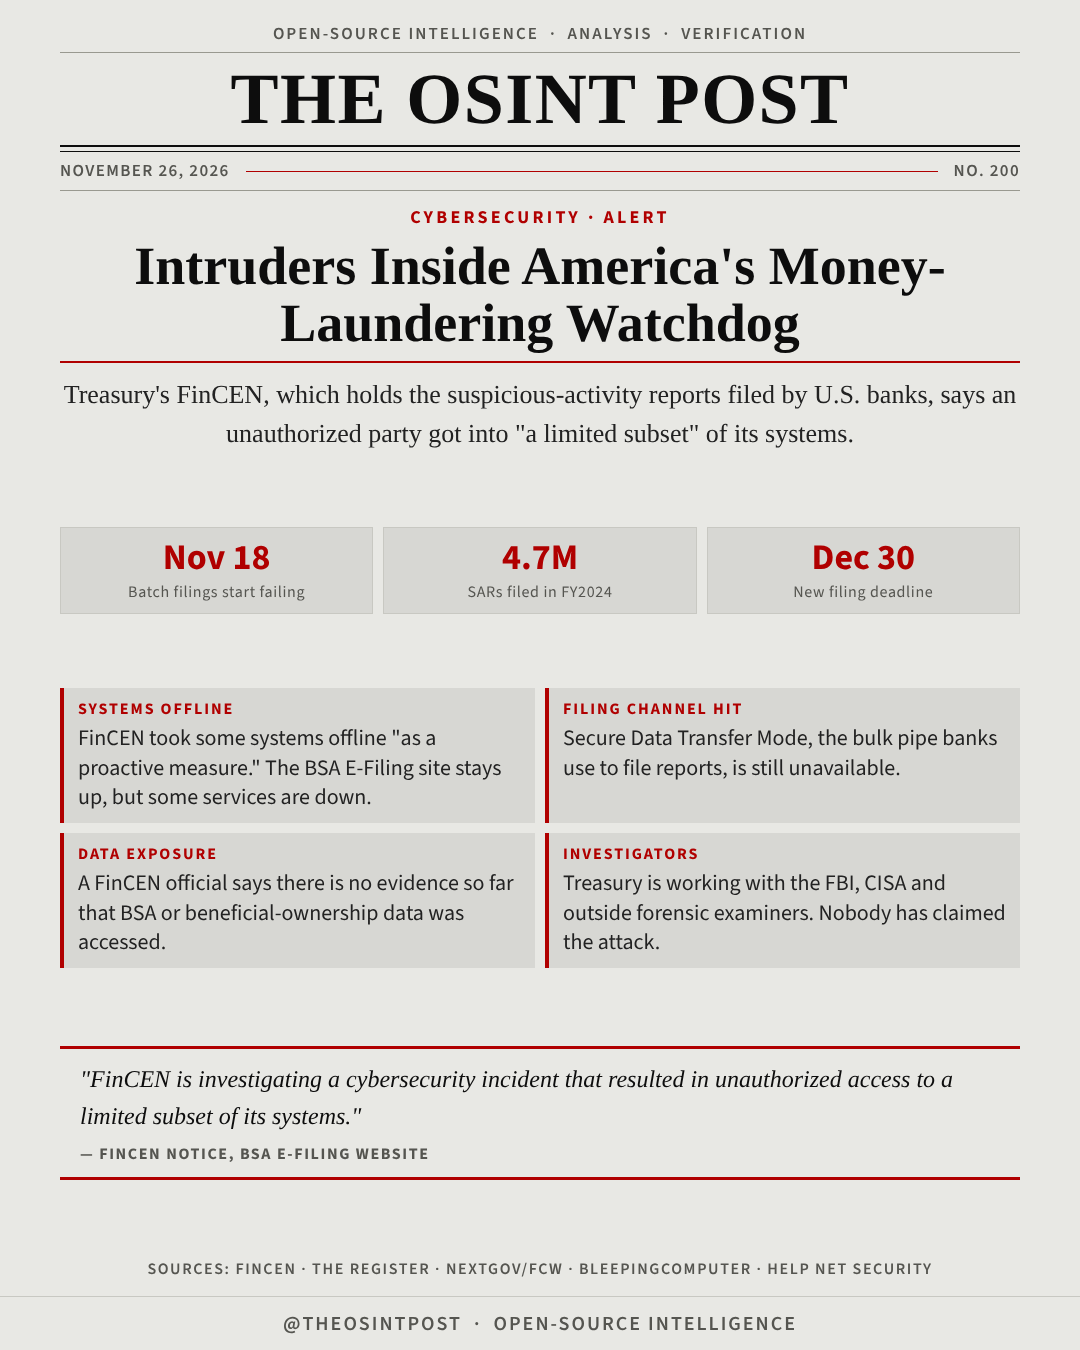 OPEN-SOURCE INTELLIGENCE · ANALYSIS · VERIFICATION
THE OSINT POST
NOVEMBER 26, 2026
NO. 200
CYBERSECURITY · ALERT
Intruders Inside America's Money-
Laundering Watchdog
Treasury's FinCEN, which holds the suspicious-activity reports filed by U.S. banks, says an
unauthorized party got into "a limited subset" of its systems.
Nov 18
Batch filings start failing
4.7M
SARs filed in FY2024
Dec 30
New filing deadline
SYSTEMS OFFLINE
FinCEN took some systems offline "as a
proactive measure." The BSA E-Filing site stays
up, but some services are down.
FILING CHANNEL HIT
Secure Data Transfer Mode, the bulk pipe banks
use to file reports, is still unavailable.
DATA EXPOSURE
A FinCEN official says there is no evidence so far
that BSA or beneficial-ownership data was
accessed.
INVESTIGATORS
Treasury is working with the FBI, CISA and
outside forensic examiners. Nobody has claimed
the attack.
"FinCEN is investigating a cybersecurity incident that resulted in unauthorized access to a
limited subset of its systems."
— FINCEN NOTICE, BSA E-FILING WEBSITE
SOURCES: FINCEN · THE REGISTER · NEXTGOV/FCW · BLEEPINGCOMPUTER · HELP NET SECURITY
@THEOSINTPOST · OPEN-SOURCE INTELLIGENCE